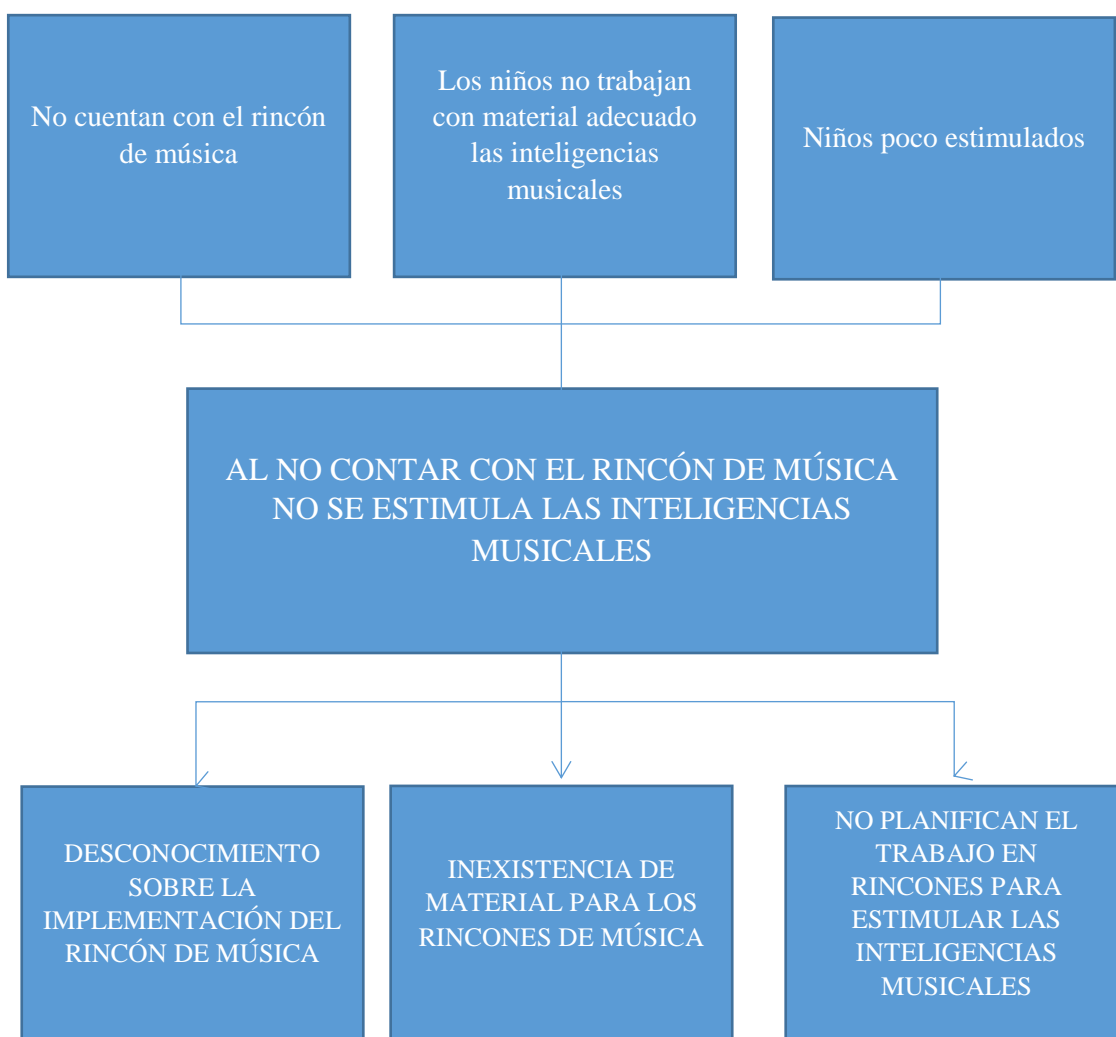 No cuentan con el rincón
de música
Los niños no trabajan
con material adecuado
las inteligencias
musicales
Niños poco estimulados
AL NO CONTAR CON EL RINCÓN DE MÚSICA
NO SE ESTIMULA LAS INTELIGENCIAS
MUSICALES
DESCONOCIMIENTO
SOBRE LA
IMPLEMENTACIÓN DEL
RINCÓN DE MÚSICA
INEXISTENCIA DE
MATERIAL PARA LOS
RINCONES DE MÚSICA
NO PLANIFICAN EL
TRABAJO EN
RINCONES PARA
ESTIMULAR LAS
INTELIGENCIAS
MUSICALES